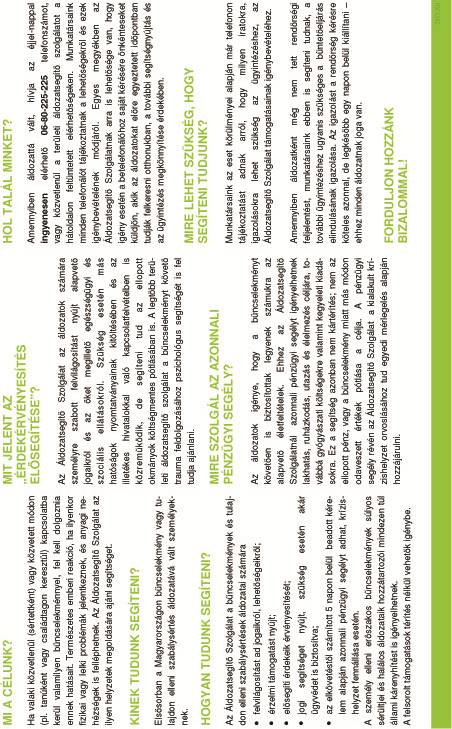 MI A CÉLUNK?
Ha valaki közvetlenül (sértettként) vagy közvetett módon
(pl. tanúként vagy családtagon keresztül) kapcsolatba
kerül valamilyen bűncselekménnyel, fel kell dolgoznia
ennek hatásait. Természetes emberi reakció, ha ilyenkor
fizikai vagy lelki problémák jelentkeznek, és anyagi ne-
hézségek is felléphetnek. Az Áldozatsegítő Szolgálat az
ilyen helyzetek megoldására ajánl segítséget.
KINEK TUDUNK SEGÍTENI?
Elsősorban a Magyarországon bűncselekmény vagy tu-
lajdon elleni szabálysértés áldozatává vált személyek-
nek.
HOGYAN TUDUNK SEGÍTENI?
Az Áldozatsegítő Szolgálat a bűncselekmények és tulaj-
don elleni szabálysértések áldozatai számára
• felvilágosítást ad jogaikról, lehetőségeikről;
• érzelmi támogatást nyújt;
• elősegíti érdekeik érvényesítését;
• jogi segítséget nyújt, szükség esetén akár
ügyvédet is biztosítva;
• az elkövetéstől számított 5 napon belül beadott kére-
lem alapján azonnali pénzügyi segélyt adhat, krízis-
helyzet fennállása esetén.
A személy elleni erőszakos bűncselekmények súlyos
sérültjei és halálos áldozataik hozzátartozói mindezen túl
állami kárenyhítést is igényelhetnek.
A felsorolt támogatások térítés nélkül vehetők igénybe.
MIT JELENT AZ
„ÉRDEKÉRVÉNYESÍTÉS
ELŐSEGÍTÉSE”?
Az Áldozatsegítő Szolgálat az áldozatok számára
személyre szabott felvilágosítást nyújt alapvető
jogaikról és az őket megillető egészségügyi és
szociális ellátásokról. Szükség esetén más
hatóságok nyomtatványainak kitöltésében és az
illetékes hivatalokkal való kapcsolatfelvételben is
közreműködik, de segíteni tud az ellopott
okmányok költségmentes pótlásában is. A legtöbb terü-
leti áldozatsegítő szolgálat a bűncselekményt követő
trauma feldolgozásához pszichológus segítségét is fel
tudja ajánlani.
MIRE SZOLGÁL AZ AZONNALI
PÉNZÜGYI SEGÉLY?
Az áldozatok igénye, hogy a bűncselekményt
követően is biztosítottak legyenek számukra az
alapvető életfeltételek. Ehhez az Áldozatsegítő
Szolgálatnál azonnali pénzügyi segélyt igényelhetnek
lakhatás, ruházkodás, utazás és élelmezés céljára, to-
vábbá gyógyászati költségekre valamint kegyeleti kiadá-
sokra. Ez a segítség azonban nem kártérítés; nem az
ellopott pénz, vagy a bűncselekmény miatt más módon
odaveszett értékek pótlása a célja. A pénzügyi
segély révén az Áldozatsegítő Szolgálat a kialakult krí-
zishelyzet orvoslásához tud egyedi mérlegelés alapján
hozzájárulni.
HOL TALÁL MINKET?
Amennyiben áldozattá vált, hívja az éjjel-nappal
ingyenesen elérhető 06-80-225-225 telefonszámot,
vagy közvetlenül a területi áldozatsegítő szolgálatot a
hátoldalon feltüntetett elérhetőségeken. Munkatársaink
minden telefonálót tájékoztatnak a lehetőségekről és ezek
igénybevételének módjáról. Egyes megyékben az
Áldozatsegítő Szolgálatnak arra is lehetősége van, hogy
igény esetén a betelefonálóhoz saját kérésére önkénteseket
küldjön, akik az áldozatokat előre egyeztetett időpontban
tudják felkeresni otthonukban, a további segítségnyújtás és
az ügyintézés megkönnyítése érdekében.
MIRE LEHET SZÜKSÉG, HOGY
SEGÍTENI TUDJUNK?
Munkatársaink az eset körülményei alapján már telefonon
tájékoztatást adnak arról, hogy milyen iratokra,
igazolásokra lehet szükség az ügyintézéshez, az
Áldozatsegítő Szolgálat támogatásainak igénybevételéhez.
Amennyiben áldozatként még nem tett rendőrségi
feljelentést, munkatársaink ebben is segíteni tudnak, a
további ügyintézéshez ugyanis szükséges a büntetőeljárás
elindulásának igazolása. Az igazolást a rendőrség kérésre
köteles azonnal, de legkésőbb egy napon belül kiállítani –
ehhez minden áldozatnak joga van.
FORDULJON HOZZÁNK
BIZALOMMAL!